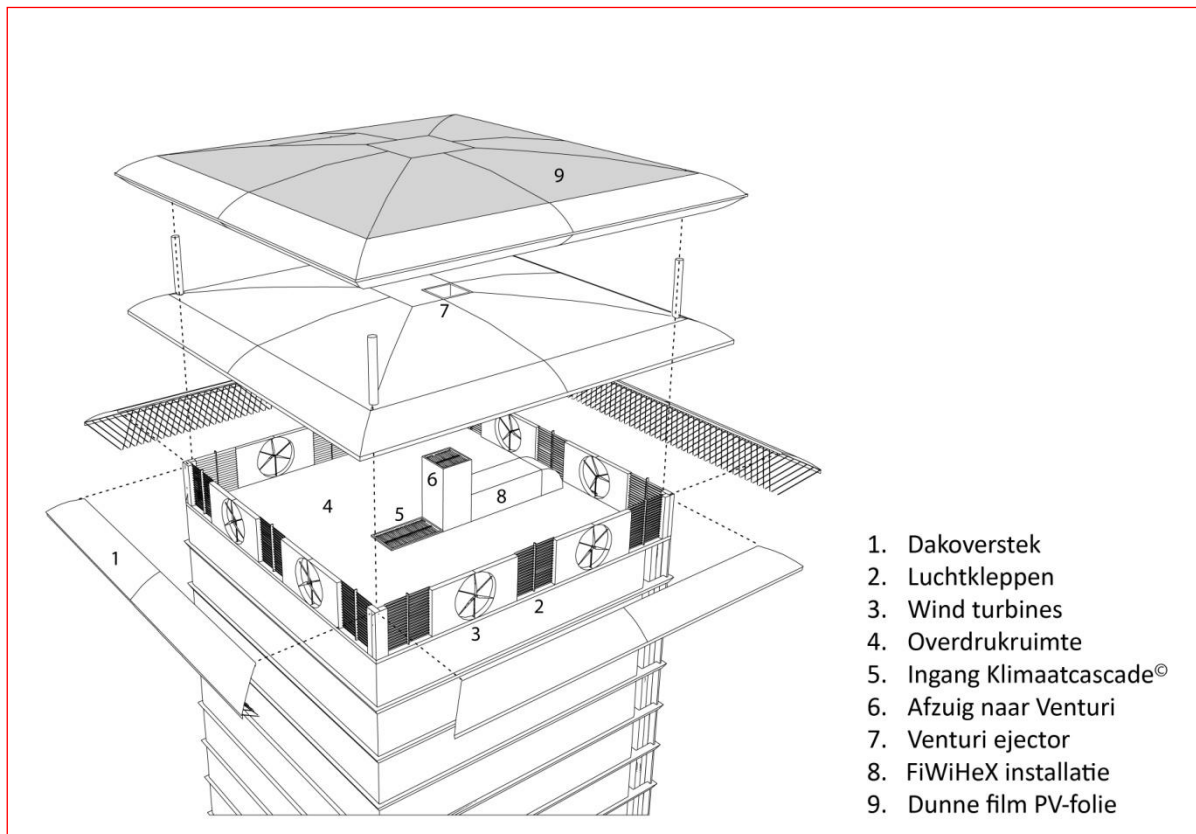 9
7
6
5
8
4
1
2
3
1. Dakoverstek
2. Luchtkleppen
3. Wind turbines
4. Overdrukruimte
5. Ingang Klimaatcascade©
6. Afzuig naar Venturi
7. Venturi ejector
8. FiWiHeX installatie
9. Dunne film PV-folie